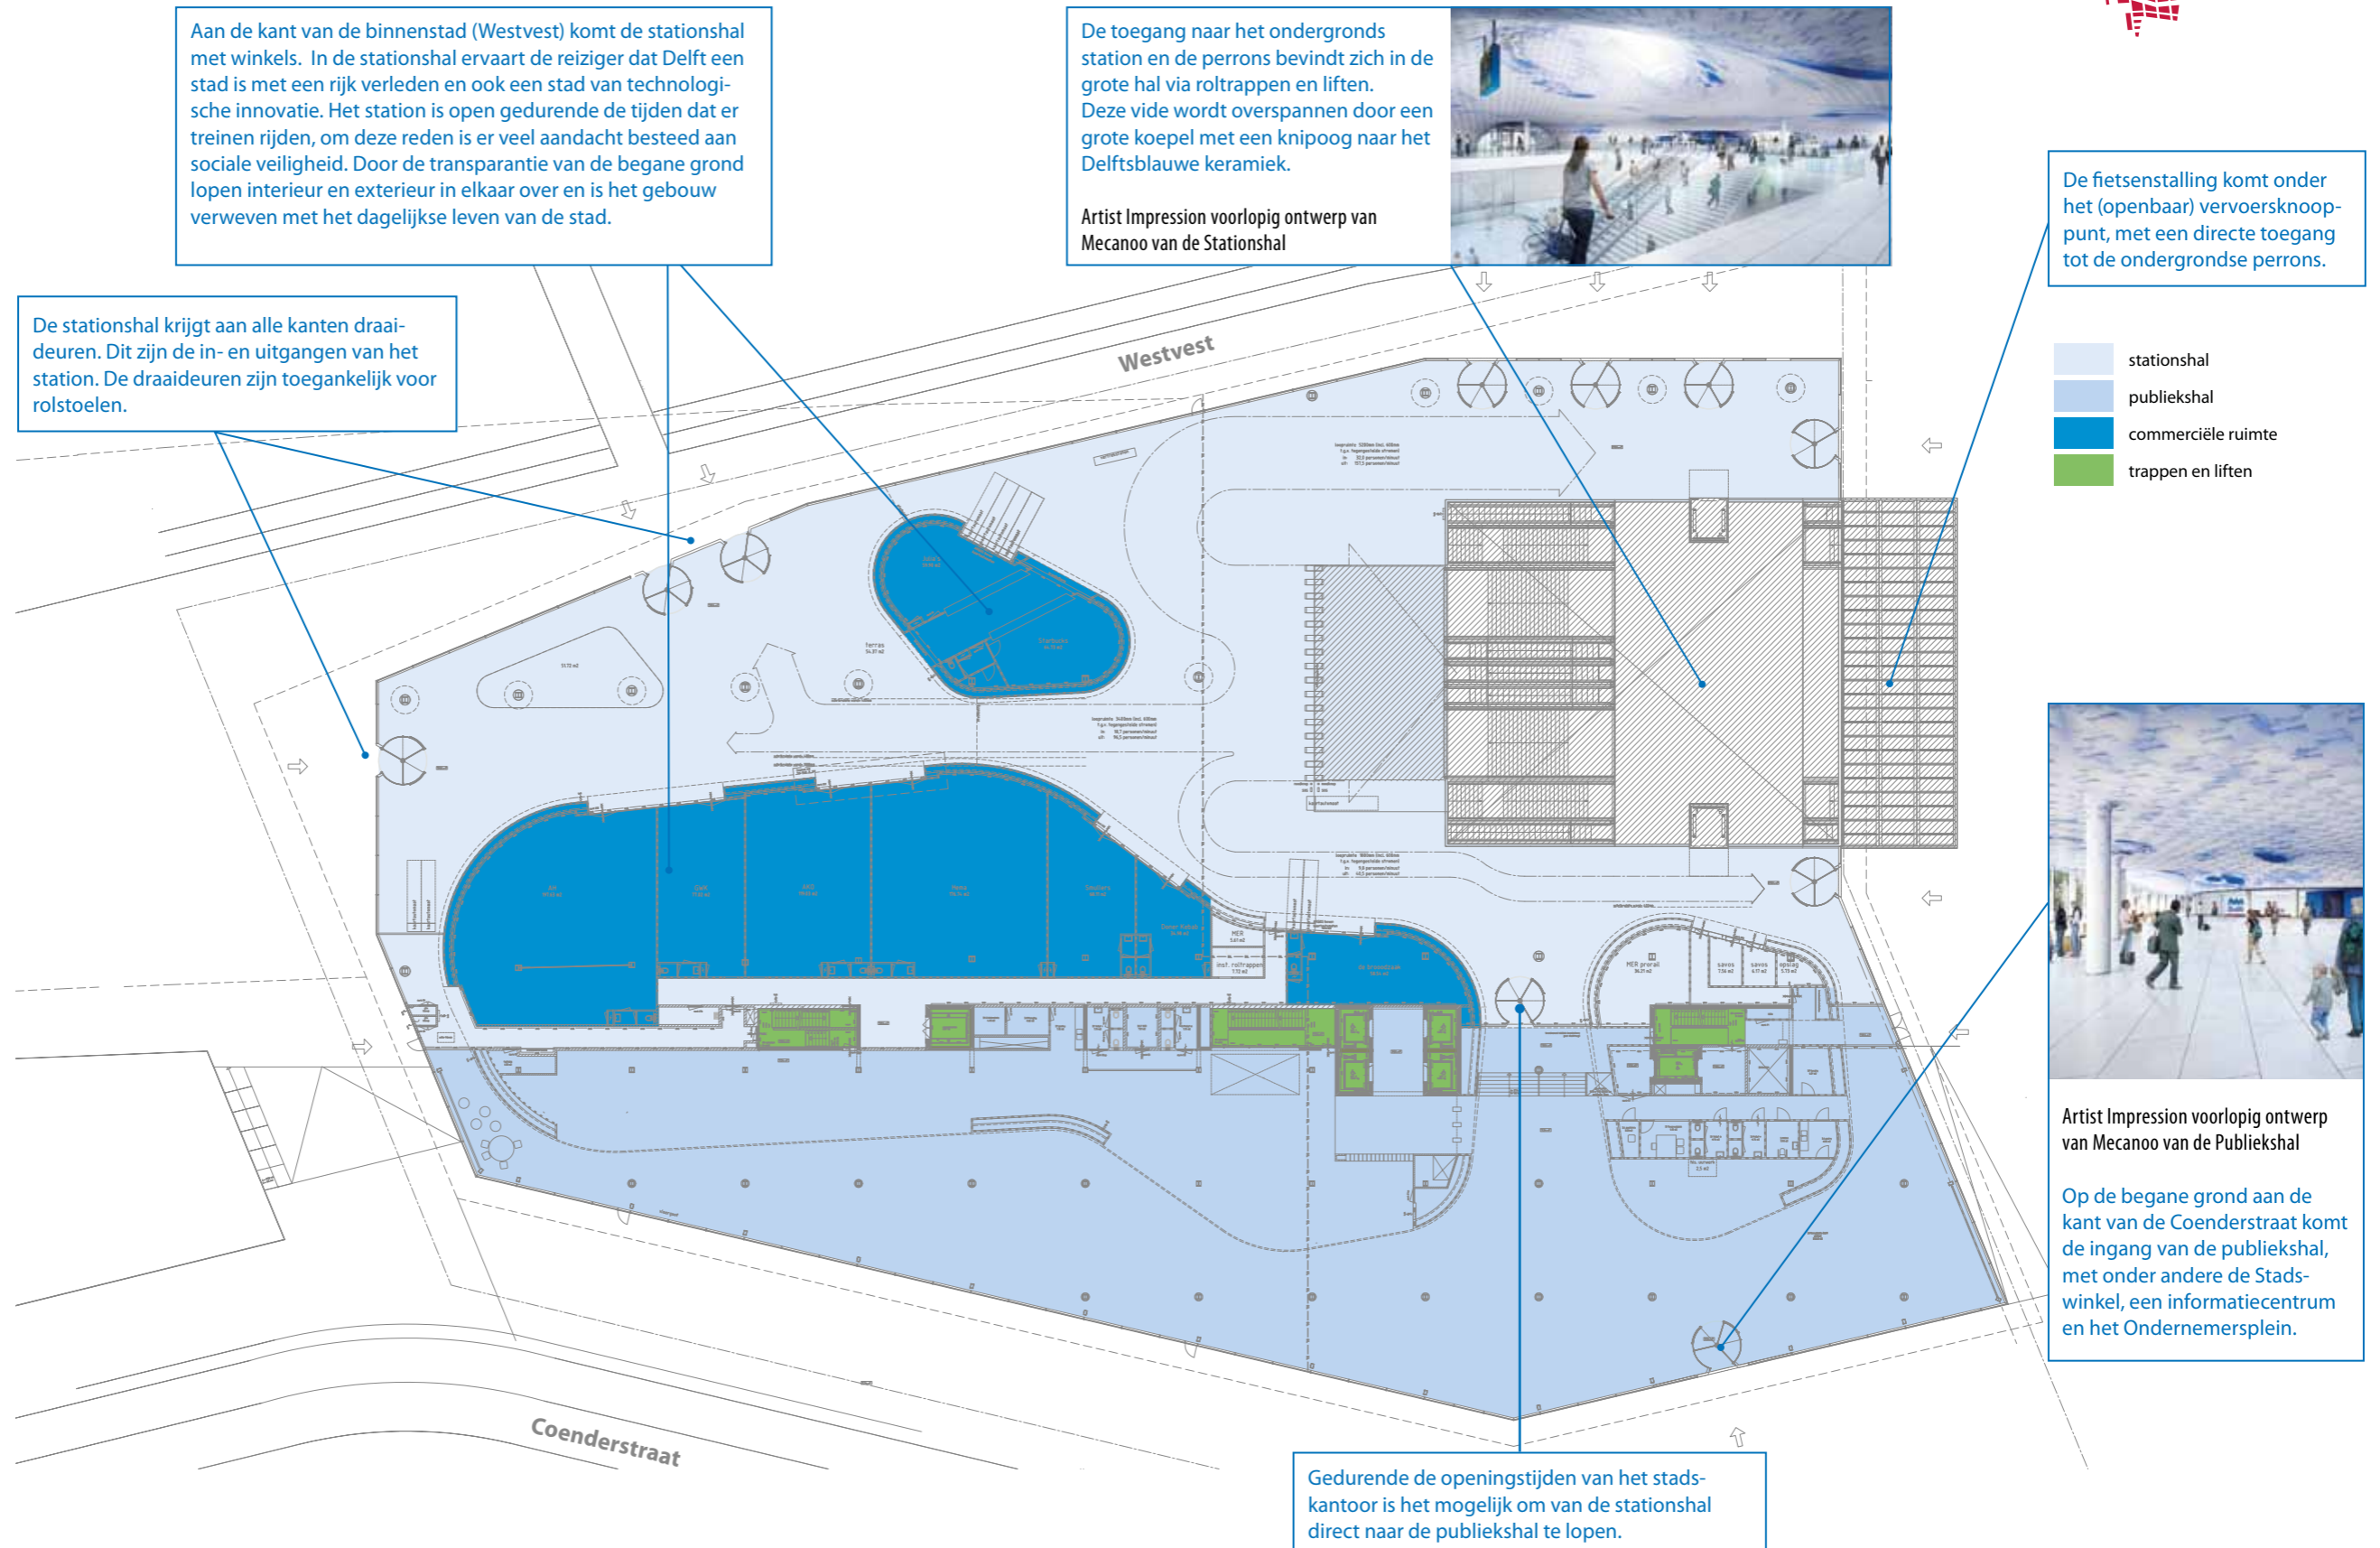 Aan de kant van de binnenstad (Westvest) komt de stationshal
met winkels. In de stationshal ervaart de reiziger dat Delft een
stad is met een rijk verleden en ook een stad van technologi-
sche innovatie. Het station is open gedurende de tijden dat er
treinen rijden, om deze reden is er veel aandacht besteed aan
sociale veiligheid. Door de transparantie van de begane grond
lopen interieur en exterieur in elkaar over en is het gebouw
verweven met het dagelijkse leven van de stad.
De toegang naar het ondergronds
station en de perrons bevindt zich in de
grote hal via roltrappen en liften.
Deze vide wordt overspannen door een
grote koepel met een knipoog naar het
Delftsblauwe keramiek.
Artist Impression voorlopig ontwerp van
Mecanoo van de Stationshal
De fietsenstalling komt onder
het (openbaar) vervoersknoop-
punt, met een directe toegang
tot de ondergrondse perrons.
De stationshal krijgt aan alle kanten draai-
deuren. Dit zijn de in- en uitgangen van het
station. De draaideuren zijn toegankelijk voor
rolstoelen.
stationshal
publiekshal
commerciële ruimte
trappen en liften
Westvest
terras
Starbucks
MER
inst. roltrappen
MER prorail
savos
savos
opslag
Artist Impression voorlopig ontwerp
van Mecanoo van de Publiekshal
Op de begane grond aan de
kant van de Coenderstraat komt
de ingang van de publiekshal,
met onder andere de Stads-
winkel, een informatiecentrum
en het Ondernemersplein.
Coenderstraat
Gedurende de openingstijden van het stads-
kantoor is het mogelijk om van de stationshal
direct naar de publiekshal te lopen.